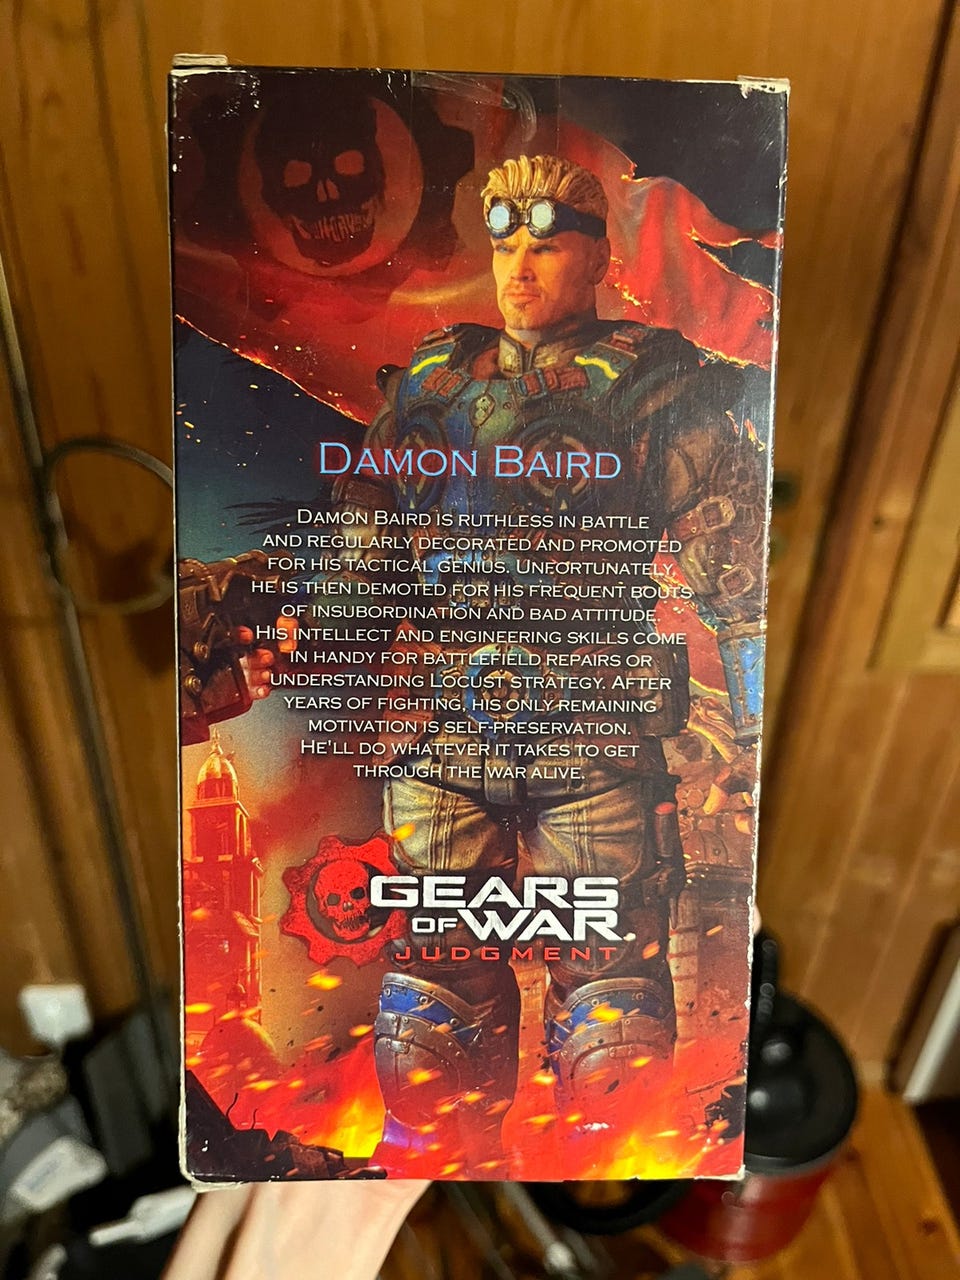 DAMON BAIRD
DAMON BAIRD IS RUTHLESS IN BATTLE
AND REGULARLY DECORATED AND PROMOTED
FOR HIS TACTICAL GENIUS. UNFORTUNATELY
HE IS THEN DEMOTED FOR HIS FREQUENT BOUTS
OF INSUBORDINATION AND BAD ATTITUDE.
HIS INTELLECT AND ENGINEERING SKILLS COME
IN HANDY FOR BATTLEFIELD REPAIRS OR
UNDERSTANDING LOCUST STRATEGY. AFTER
YEARS OF FIGHTING, HIS ONLY REMAINING
MOTIVATION IS SELF-PRESERVATION.
HE'LL DO WHATEVER IT TAKES TO GET
THROUGH THE WAR ALIVE.
GEARS
OF WAR
JUDGMENT